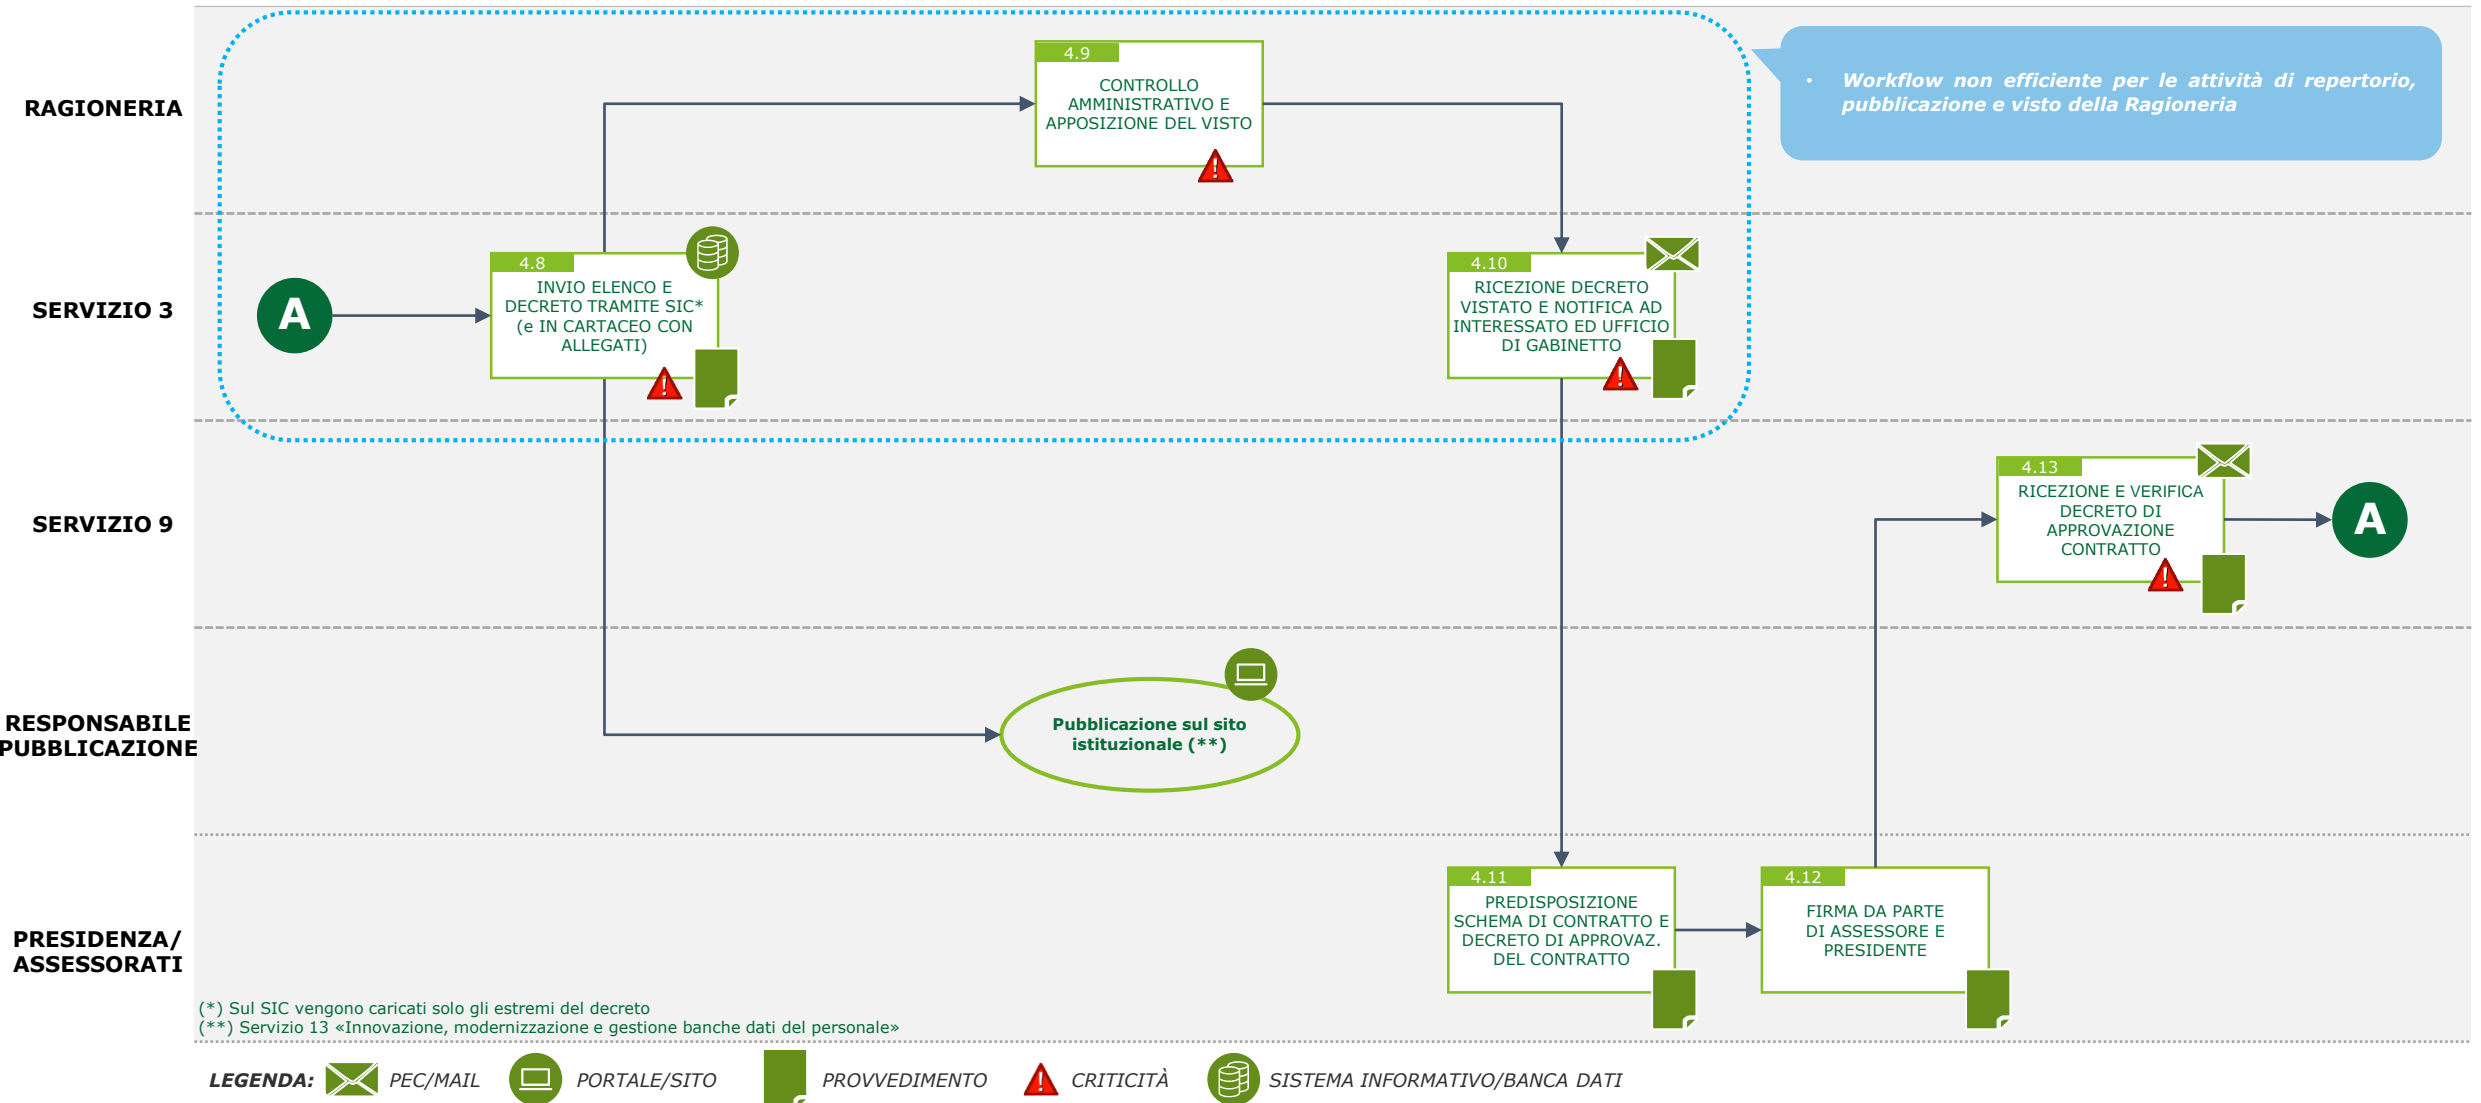 RAGIONERIA
4.9
CONTROLLO
AMMINISTRATIVO E
APPOSIZIONE DEL VISTO
• Workflow non efficiente per le attività di repertorio,
pubblicazione e visto della Ragioneria
SERVIZIO 3
A
4.8
INVIO ELENCO E
DECRETO TRAMITE SIC*
(e IN CARTACEO CON
ALLEGATI)
4.10
RICEZIONE DECRETO
VISTATO E NOTIFICA AD
INTERESSATO ED UFFICIO
DI GABINETTO
SERVIZIO 9
4.13
RICEZIONE E VERIFICA
DECRETO DI
APPROVAZIONE
CONTRATTO
A
RESPONSABILE
PUBBLICAZIONE
Pubblicazione sul sito
istituzionale (**)
PRESIDENZA/
ASSESSORATI
4.11
PREDISPOSIZIONE
SCHEMA DI CONTRATTO E
DECRETO DI APPROVAZ.
DEL CONTRATTO
4.12
FIRMA DA PARTE
DI ASSESSORE E
PRESIDENTE
(*) Sul SIC vengono caricati solo gli estremi del decreto
(**) Servizio 13 «Innovazione, modernizzazione e gestione banche dati del personale»
LEGENDA: PEC/MAIL PORTALE/SITO PROVVEDIMENTO CRITICITÀ SISTEMA INFORMATIVO/BANCA DATI